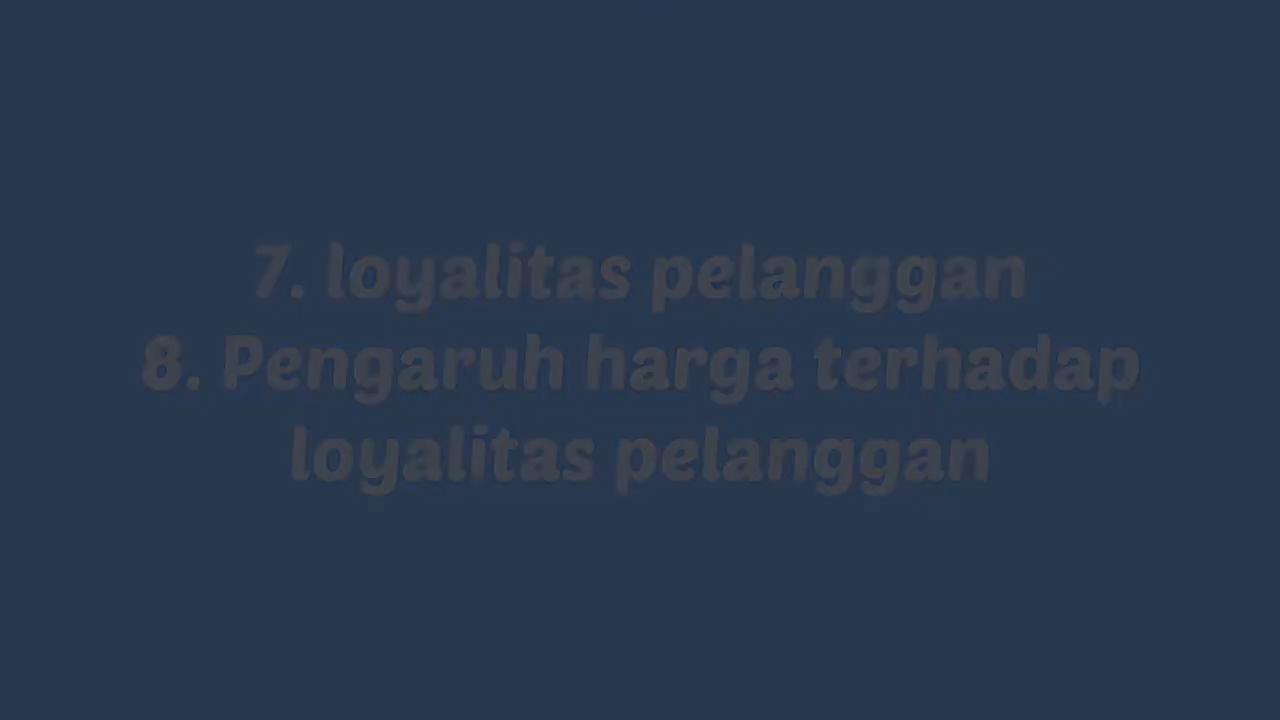 7. loyalitas pelanggan
8. Pengaruh harga terhadap
loyalitas pelanggan